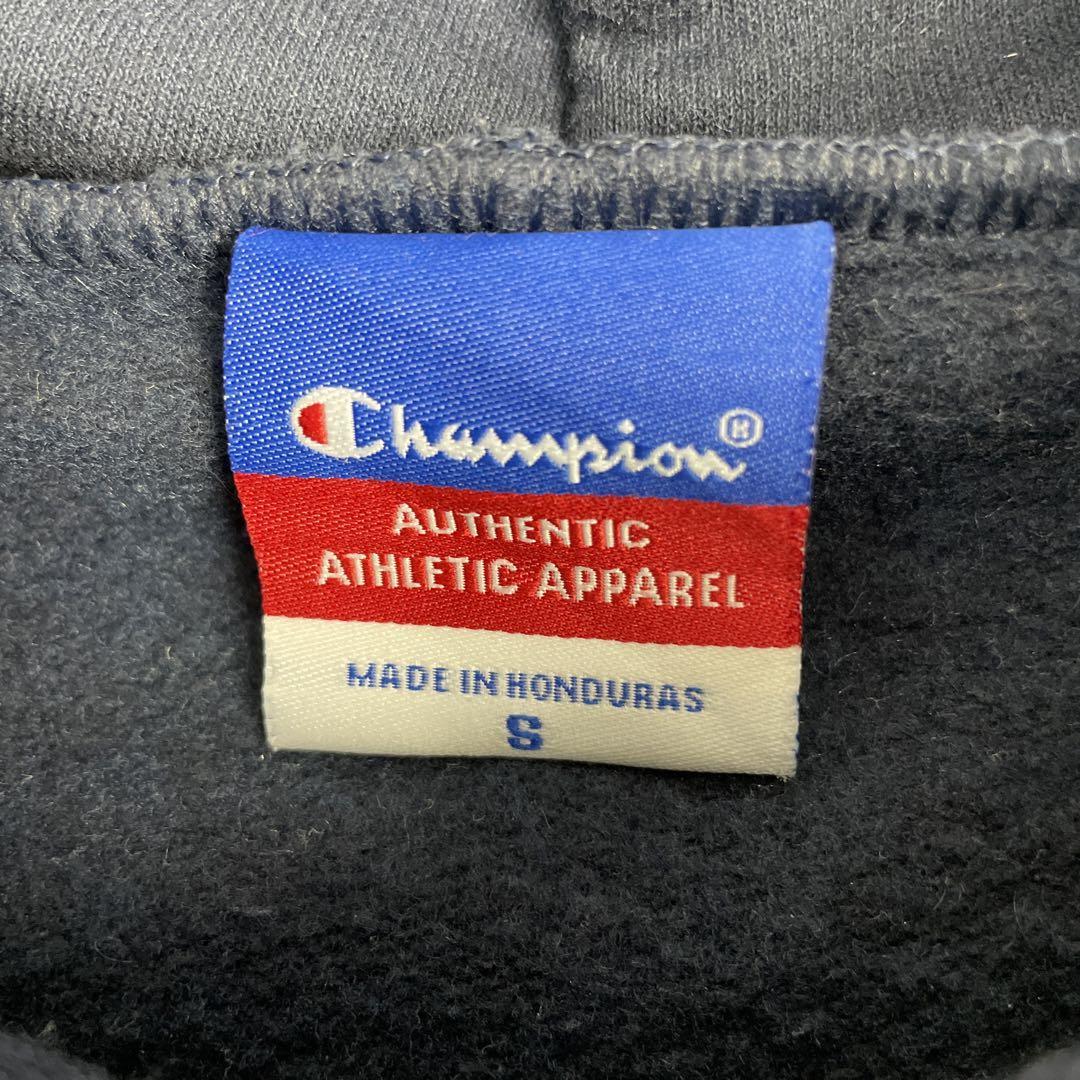 Champion®
AUTHENTIC
ATHLETIC APPAREL
MADE IN HONDURAS
S